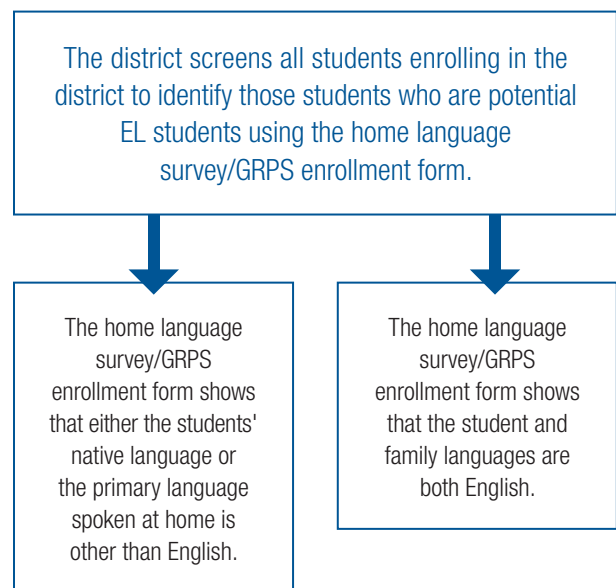 The district screens all students enrolling in the
district to identify those students who are potential
EL students using the home language
survey/GRPS enrollment form.
The home language
survey/GRPS
enrollment form shows
that either the students'
native language or
the primary language
spoken at home is
other than English.
The home language
survey/GRPS
enrollment form shows
that the student and
family languages are
both English.